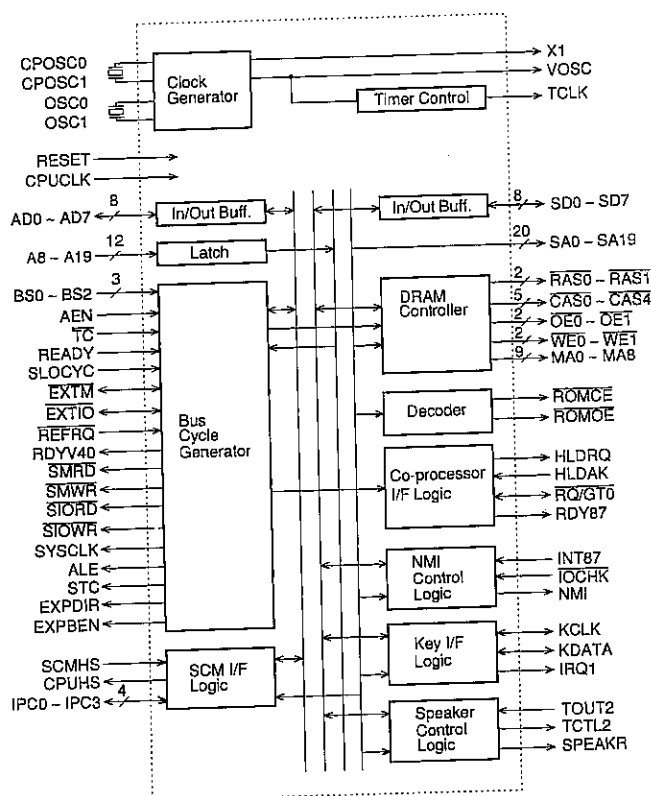 CPOSC0
CPOSC1
OSC0
OSC1
Clock
Generator
X1
VOSC
TCLK
Timer Control
RESET
CPUCLK
AD0 ~ AD7
8
In/Out Buff.
In/Out Buff.
8
SD0 ~ SD7
A8 ~ A19
12
Latch
20
SA0 ~ SA19
BS0 ~ BS2
3
AEN
TC
READY
SLOCYC
EXTM
EXTIO
REFRQ
RDYV40
SMRD
SMWR
SIORD
SIOWR
SYSCLK
ALE
STC
EXPDIR
EXPBEN
Bus
Cycle
Generator
DRAM
Controller
2
RAS0 ~ RAS1
5
CAS0 ~ CAS4
2
OE0 ~ OE1
2
WE0 ~ WE1
9
MA0 ~ MA8
Decoder
ROMCE
ROMOE
Co-processor
I/F Logic
HLDRQ
HLDAK
RQ/GT0
RDY87
NMI
Control
Logic
INT87
IOCHK
NMI
SCMHS
CPUHS
IPC0 ~ IPC3
4
SCM I/F
Logic
Key I/F
Logic
KCLK
KDATA
IRQ1
Speaker
Control
Logic
TOUT2
TCTL2
SPEAKR